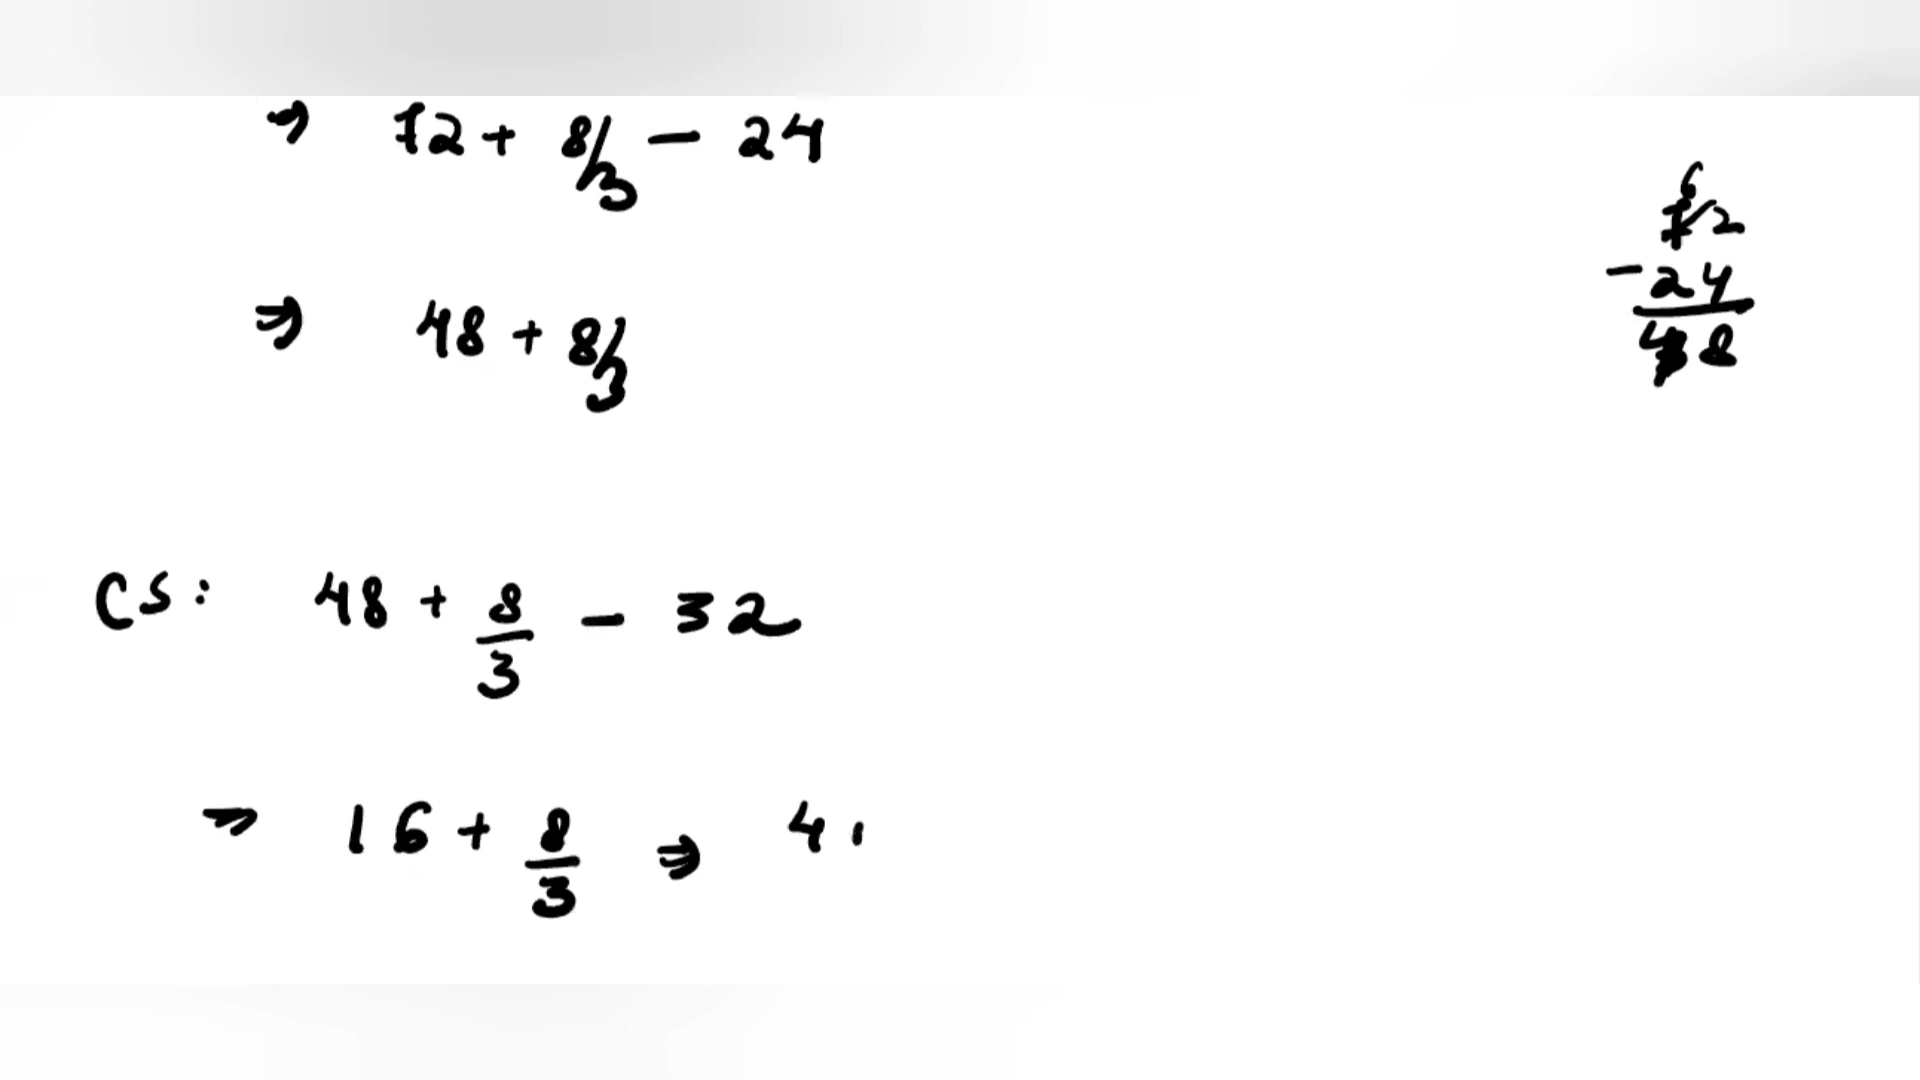 ⇒ 72 + 8/3 − 24
⇒ 48 + 8/3
CS: 48 + 8/3 − 32
⇒ 16 + 8/3 ⇒ 4
6
72
− 24
48